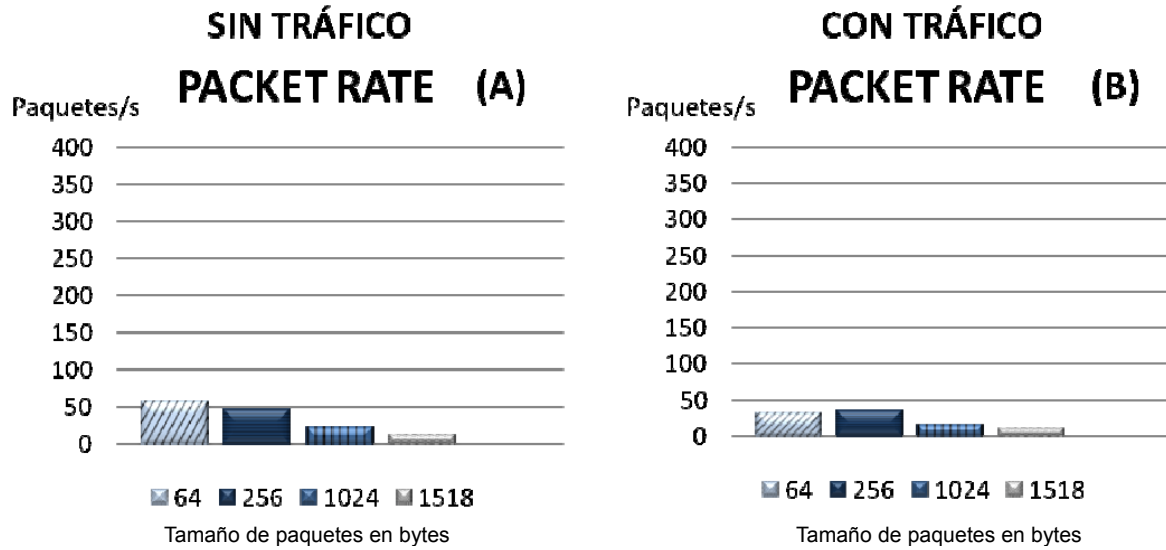 SIN TRÁFICO
PACKET RATE (A)
Paquetes/s
400
350
300
250
200
150
100
50
0
64 256 1024 1518
Tamaño de paquetes en bytes
CON TRÁFICO
PACKET RATE (B)
Paquetes/s
400
350
300
250
200
150
100
50
0
64 256 1024 1518
Tamaño de paquetes en bytes